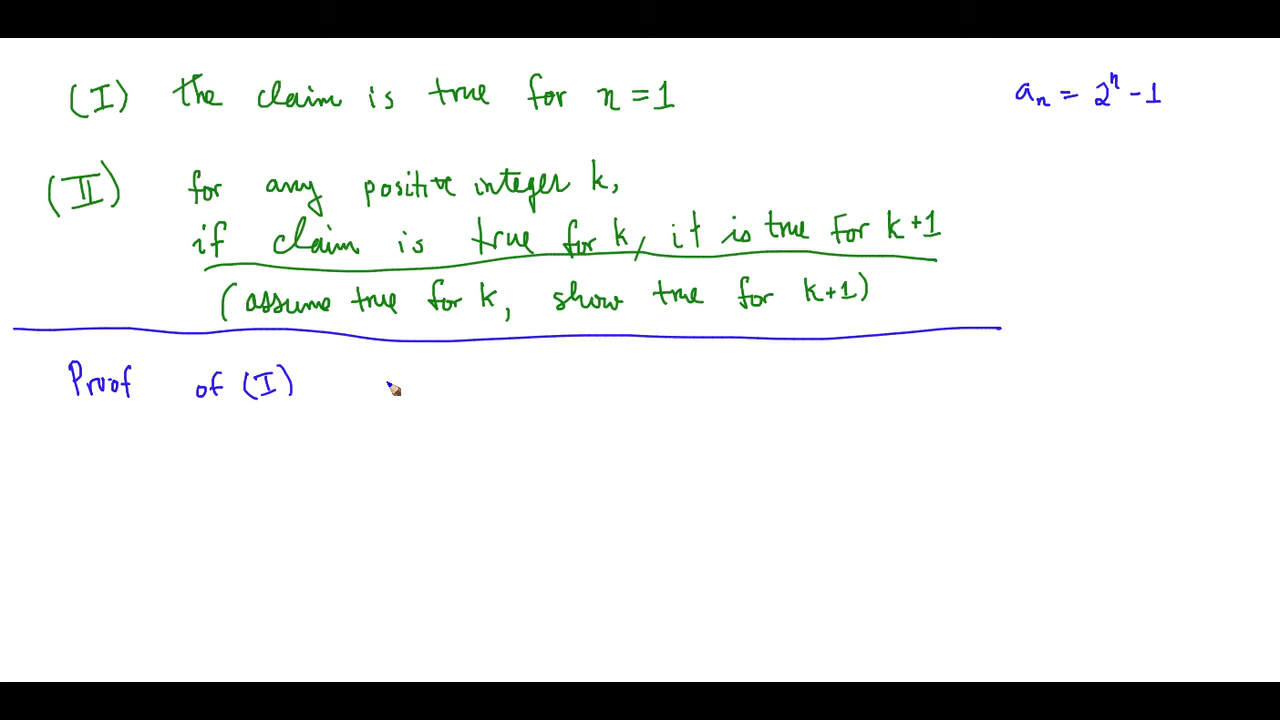 (I) the claim is true for n = 1
aₙ = 2ⁿ - 1
(II) for any positive integer k,
if claim is true for k, it is true for k+1
(assume true for k, show true for k+1)
Proof of (I)